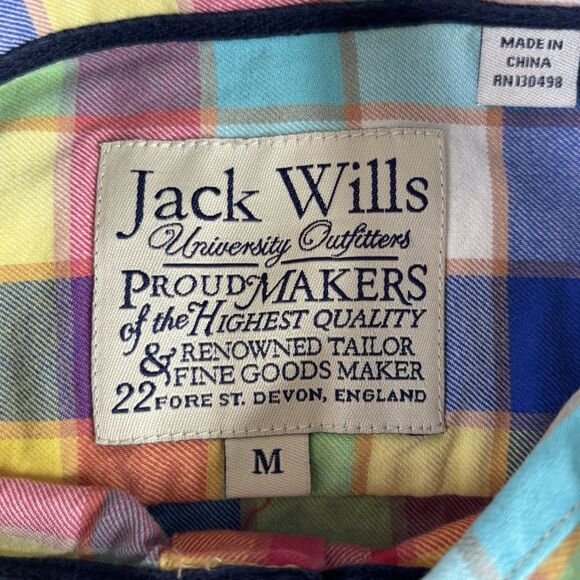 Jack Wills
University Outfitters
PROUD MAKERS
of the HIGHEST QUALITY
& RENOWNED TAILOR
FINE GOODS MAKER
22 FORE ST. DEVON, ENGLAND
M
MADE IN
CHINA
RN130498